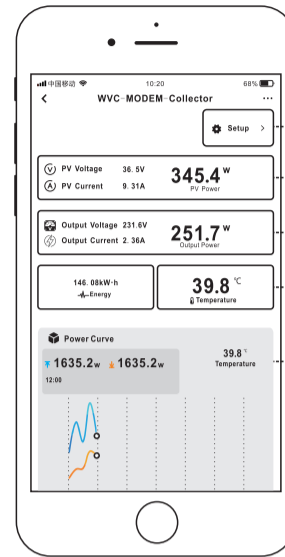 中国移动 10:20 68%
WVC-MODEM-Collector
Setup
V PV Voltage 36. 5V
A PV Current 9. 31A
345.4 W
PV Power
Output Voltage 231.6V
Output Current 2. 36A
251.7 W
Output Power
146. 08kW·h
Energy
39.8 ℃
Temperature
Power Curve
1635.2w 1635.2w
12:00
39.8 ℃
Temperature